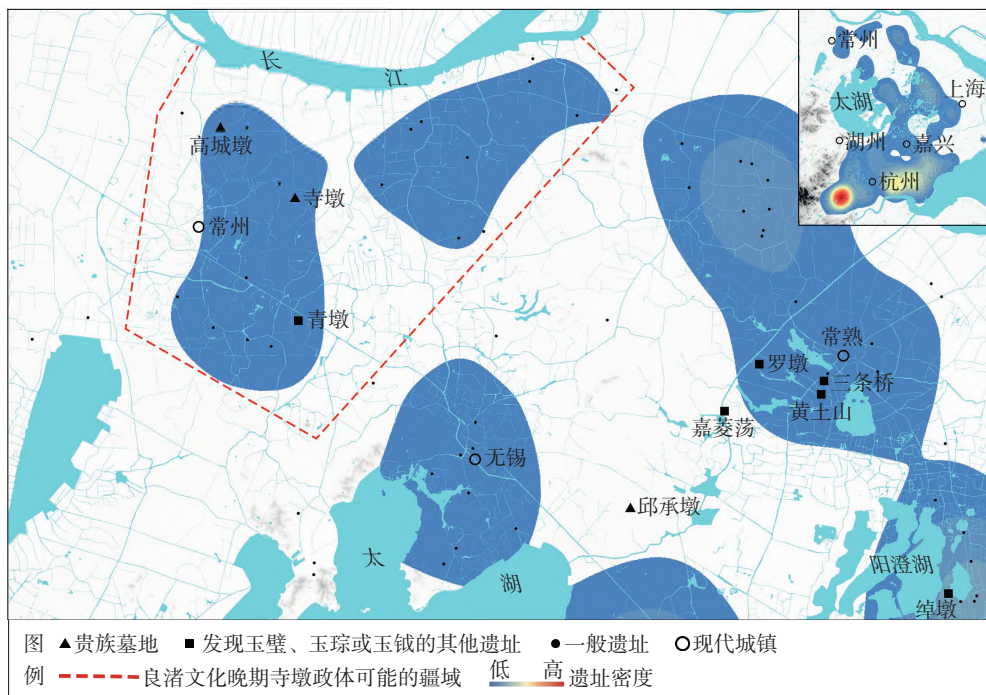 长
江
高城墩
寺墩
常州
青墩
常熟
罗墩
三条桥
黄土山
嘉菱荡
无锡
邱承墩
太
湖
阳澄湖
绰墩
常州
上海
太湖
湖州
嘉兴
杭州
图 贵族墓地 发现玉璧、玉琮或玉钺的其他遗址 一般遗址 现代城镇
例 良渚文化晚期寺墩政体可能的疆域 低 高 遗址密度